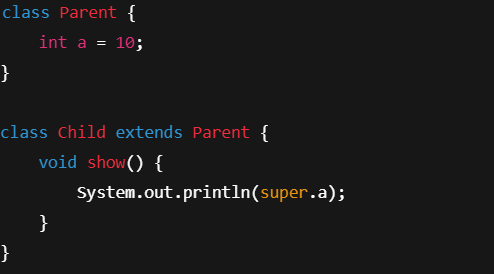 class Parent {
    int a = 10;
}

class Child extends Parent {
    void show() {
        System.out.println(super.a);
    }
}